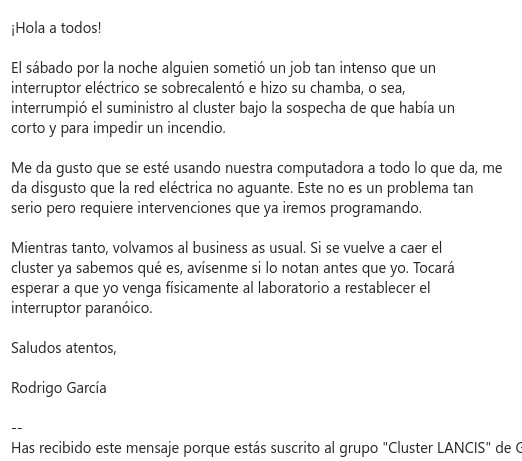 ¡Hola a todos!
El sábado por la noche alguien sometió un job tan intenso que un
interruptor eléctrico se sobrecalentó e hizo su chamba, o sea,
interrumpió el suministro al cluster bajo la sospecha de que había un
corto y para impedir un incendio.
Me da gusto que se esté usando nuestra computadora a todo lo que da, me
da disgusto que la red eléctrica no aguante. Este no es un problema tan
serio pero requiere intervenciones que ya iremos programando.
Mientras tanto, volvamos al business as usual. Si se vuelve a caer el
cluster ya sabemos qué es, avísenme si lo notan antes que yo. Tocará
esperar a que yo venga físicamente al laboratorio a restablecer el
interruptor paranóico.
Saludos atentos,
Rodrigo García
--
Has recibido este mensaje porque estás suscrito al grupo "Cluster LANCIS" de G